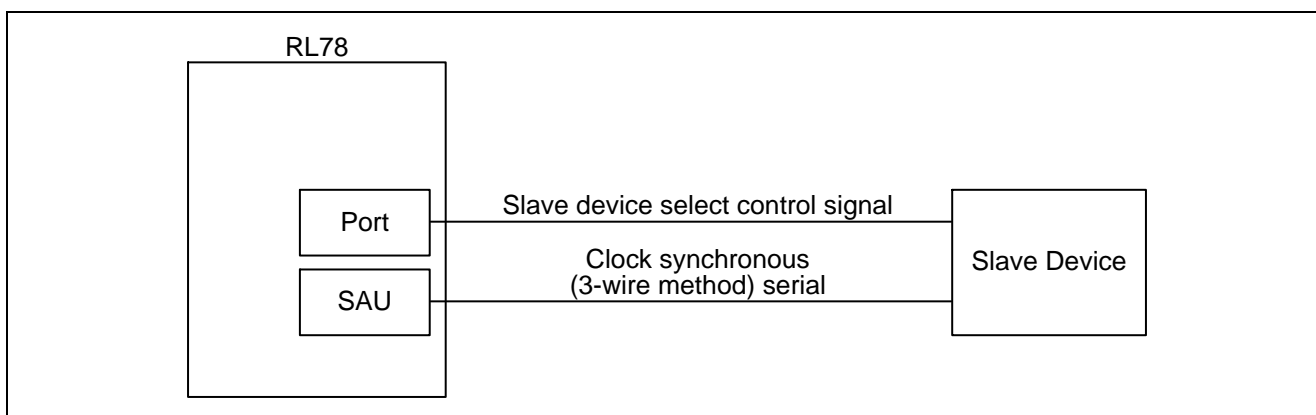 RL78
Port
Slave device select control signal
Clock synchronous
(3-wire method) serial
SAU
Slave Device